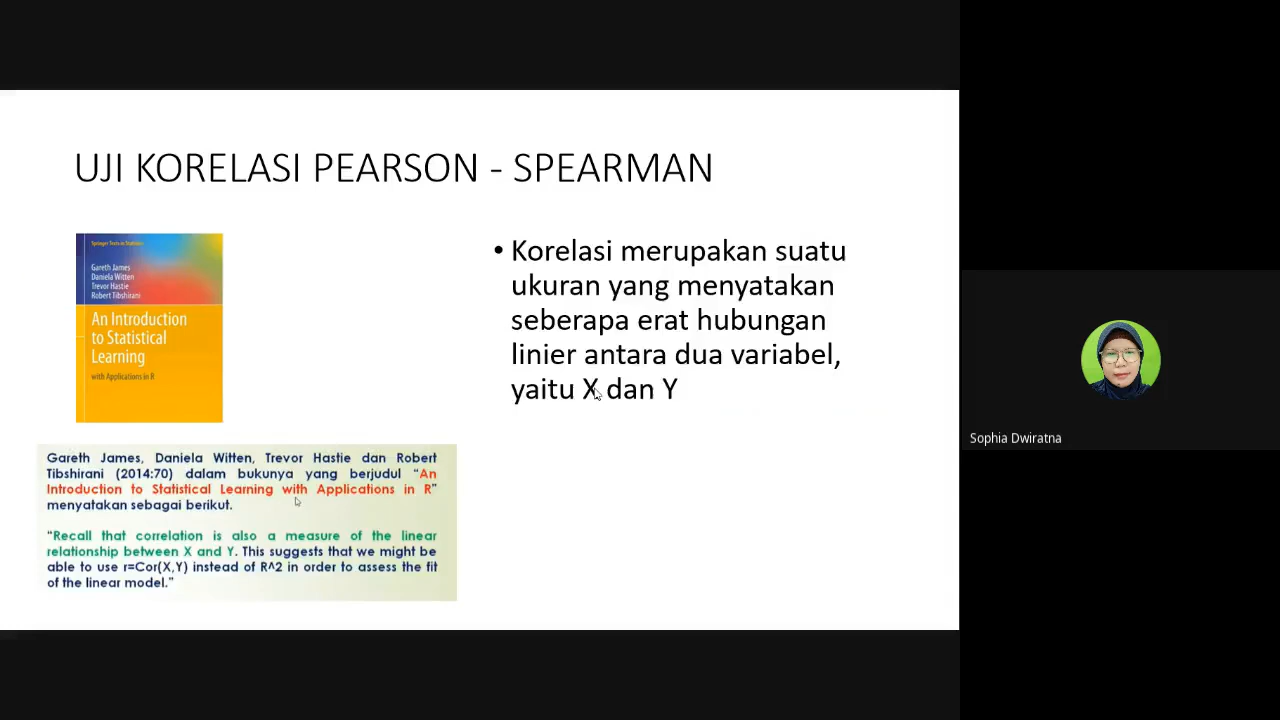 UJI KORELASI PEARSON - SPEARMAN
Springer Texts in Statistics
Gareth James
Daniela Witten
Trevor Hastie
Robert Tibshirani
An Introduction
to Statistical
Learning
with Applications in R
• Korelasi merupakan suatu
ukuran yang menyatakan
seberapa erat hubungan
linier antara dua variabel,
yaitu X dan Y
Gareth James, Daniela Witten, Trevor Hastie dan Robert
Tibshirani (2014:70) dalam bukunya yang berjudul “An
Introduction to Statistical Learning with Applications in R”
menyatakan sebagai berikut.
“Recall that correlation is also a measure of the linear
relationship between X and Y. This suggests that we might be
able to use r=Cor(X,Y) instead of R^2 in order to assess the fit
of the linear model.”
Sophia Dwiratna